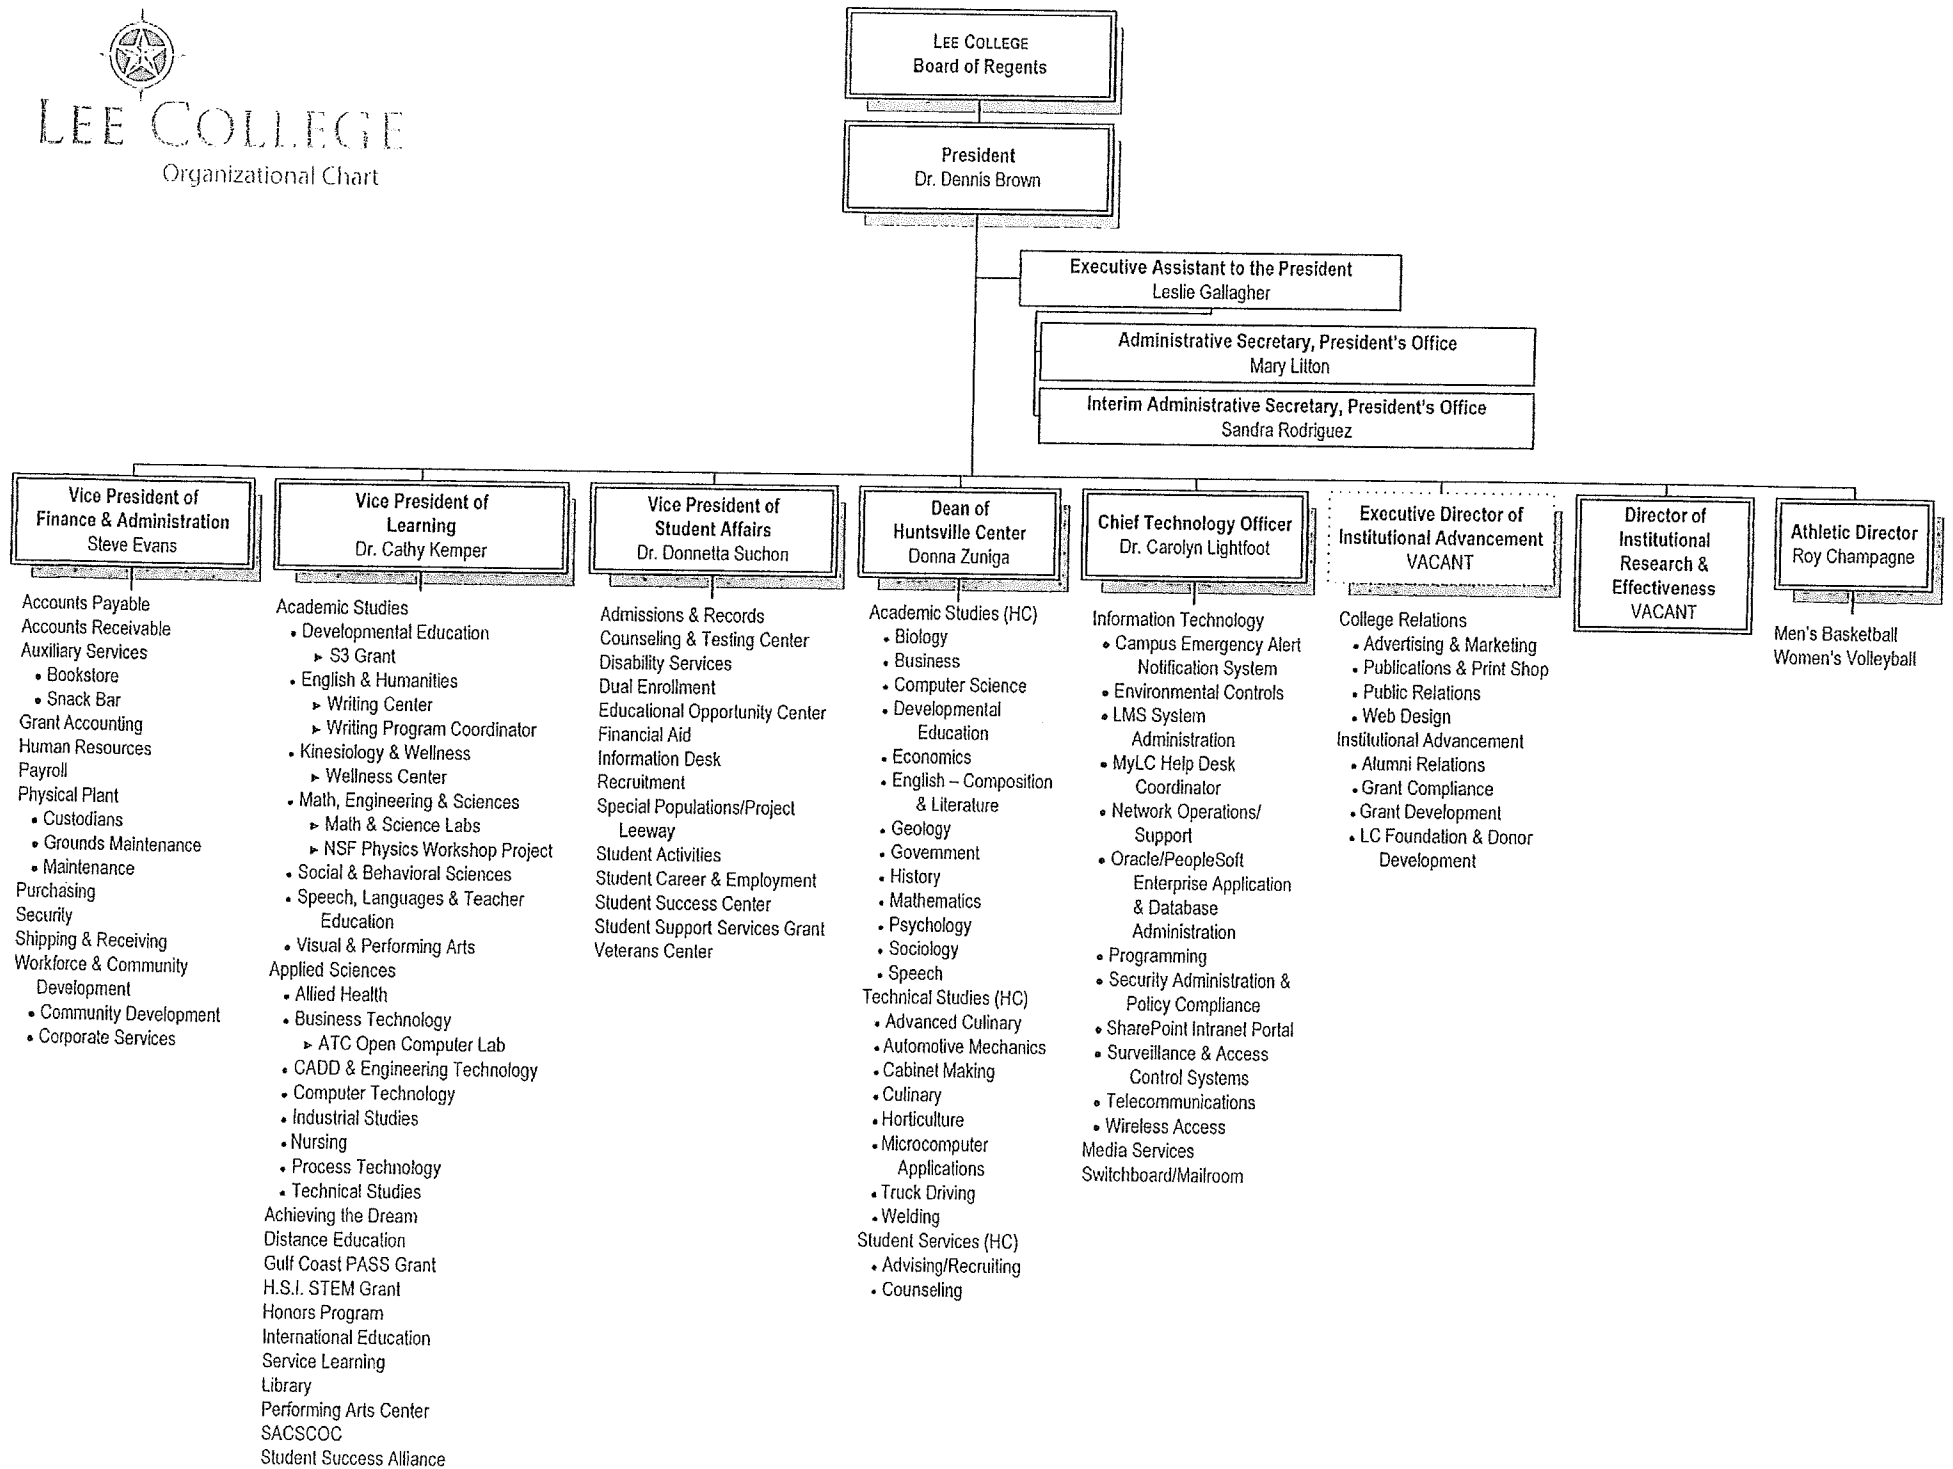 LEE COLLEGE
Organizational Chart
LEE COLLEGE
Board of Regents
President
Dr. Dennis Brown
Executive Assistant to the President
Leslie Gallagher
Administrative Secretary, President's Office
Mary Litton
Interim Administrative Secretary, President's Office
Sandra Rodriguez
Vice President of
Finance & Administration
Steve Evans
Accounts Payable
Accounts Receivable
Auxiliary Services
• Bookstore
• Snack Bar
Grant Accounting
Human Resources
Payroll
Physical Plant
• Custodians
• Grounds Maintenance
• Maintenance
Purchasing
Security
Shipping & Receiving
Workforce & Community
Development
• Community Development
• Corporate Services
Vice President of
Learning
Dr. Cathy Kemper
Academic Studies
• Developmental Education
► S3 Grant
• English & Humanities
► Writing Center
► Writing Program Coordinator
• Kinesiology & Wellness
► Wellness Center
• Math, Engineering & Sciences
► Math & Science Labs
► NSF Physics Workshop Project
• Social & Behavioral Sciences
• Speech, Languages & Teacher
Education
• Visual & Performing Arts
Applied Sciences
• Allied Health
• Business Technology
► ATC Open Computer Lab
• CADD & Engineering Technology
• Computer Technology
• Industrial Studies
• Nursing
• Process Technology
• Technical Studies
Achieving the Dream
Distance Education
Gulf Coast PASS Grant
H.S.I. STEM Grant
Honors Program
International Education
Service Learning
Library
Performing Arts Center
SACSCOC
Student Success Alliance
Vice President of
Student Affairs
Dr. Donnetta Suchon
Admissions & Records
Counseling & Testing Center
Disability Services
Dual Enrollment
Educational Opportunity Center
Financial Aid
Information Desk
Recruitment
Special Populations/Project
Leeway
Student Activities
Student Career & Employment
Student Success Center
Student Support Services Grant
Veterans Center
Dean of
Huntsville Center
Donna Zuniga
Academic Studies (HC)
• Biology
• Business
• Computer Science
• Developmental
Education
• Economics
• English – Composition
& Literature
• Geology
• Government
• History
• Mathematics
• Psychology
• Sociology
• Speech
Technical Studies (HC)
• Advanced Culinary
• Automotive Mechanics
• Cabinet Making
• Culinary
• Horticulture
• Microcomputer
Applications
• Truck Driving
• Welding
Student Services (HC)
• Advising/Recruiting
• Counseling
Chief Technology Officer
Dr. Carolyn Lightfoot
Information Technology
• Campus Emergency Alert
Notification System
• Environmental Controls
• LMS System
Administration
• MyLC Help Desk
Coordinator
• Network Operations/
Support
• Oracle/PeopleSoft
Enterprise Application
& Database
Administration
• Programming
• Security Administration &
Policy Compliance
• SharePoint Intranet Portal
• Surveillance & Access
Control Systems
• Telecommunications
• Wireless Access
Media Services
Switchboard/Mailroom
Executive Director of
Institutional Advancement
VACANT
College Relations
• Advertising & Marketing
• Publications & Print Shop
• Public Relations
• Web Design
Institutional Advancement
• Alumni Relations
• Grant Compliance
• Grant Development
• LC Foundation & Donor
Development
Director of
Institutional
Research &
Effectiveness
VACANT
Athletic Director
Roy Champagne
Men's Basketball
Women's Volleyball